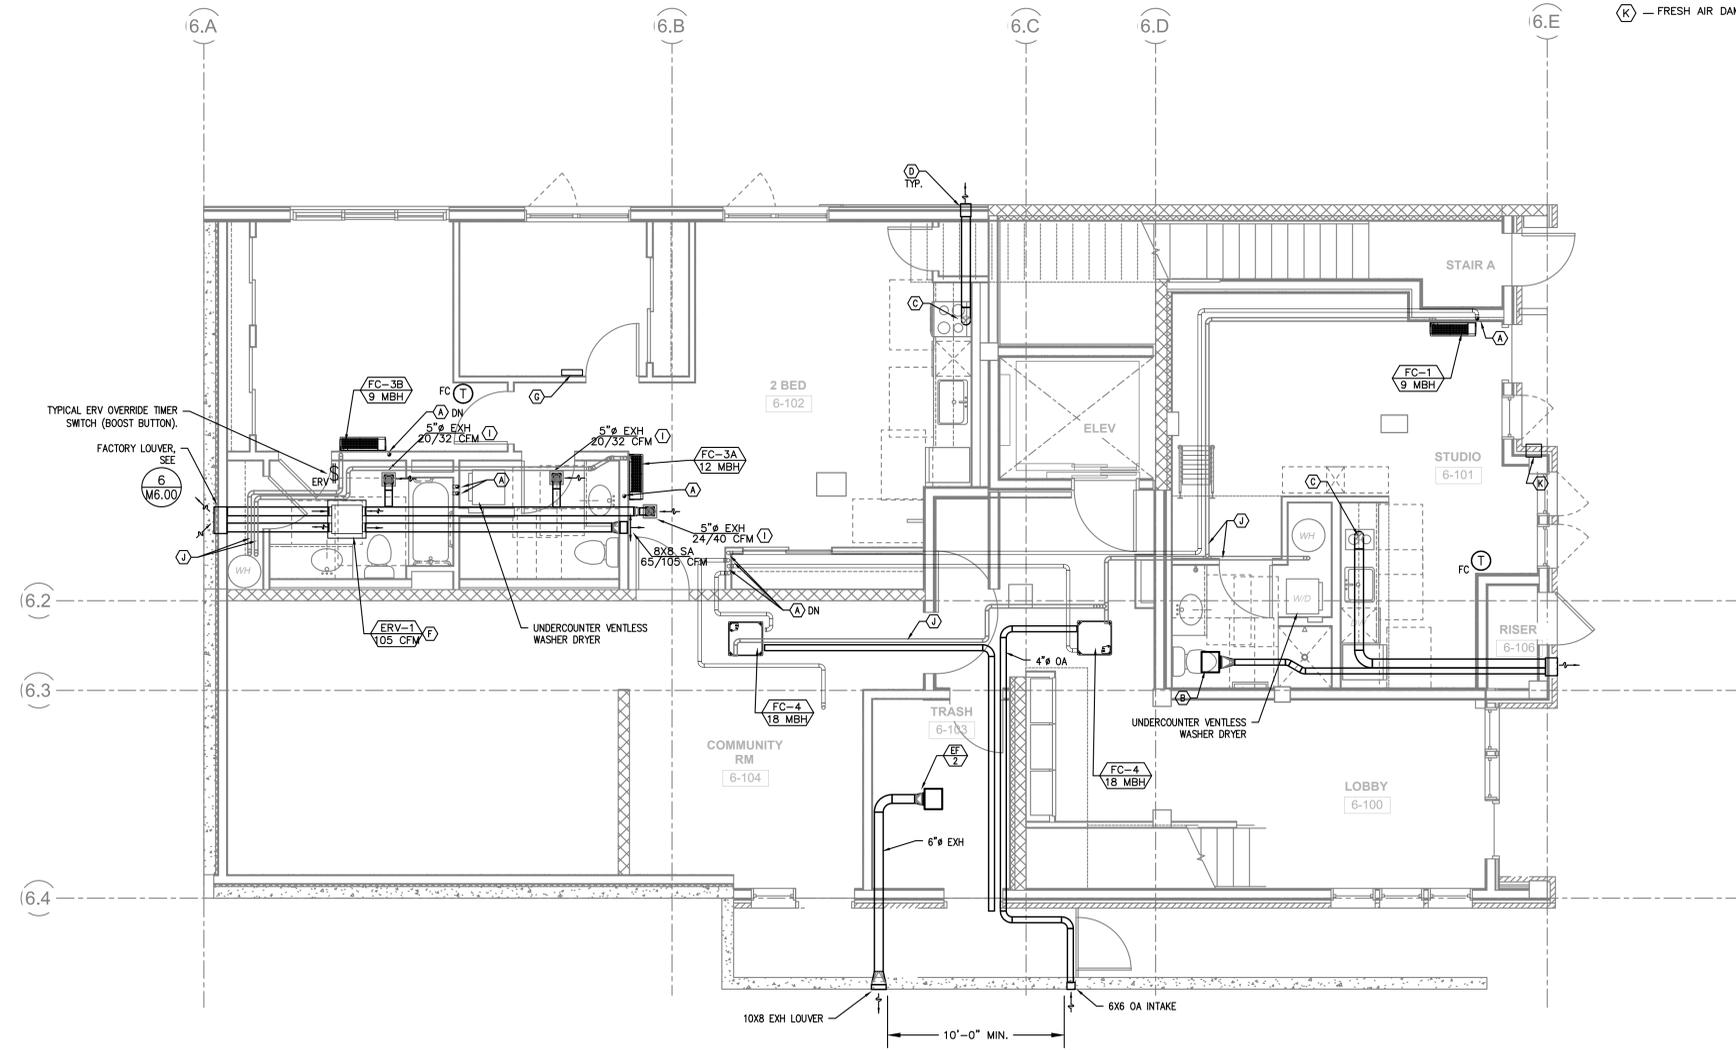 6.A
6.B
6.C
6.D
6.E
K — FRESH AIR
D
TYP.
STAIR A
C
A
FC-1
9 MBH
FC-3B
9 MBH
FC T
2 BED
6-102
G
TYPICAL ERV OVERRIDE TIMER
SWITCH (BOOST BUTTON).
A DN
5"ø EXH
20/32 CFM I
5"ø EXH
20/32 CFM I
ELEV
FACTORY LOUVER,
SEE
6
M6.00
FC-3A
12 MBH
STUDIO
6-101
ERV
A
A
C
K
5"ø EXH
24/40 CFM I
J
J
WH
WH
8X8 SA
65/105 CFM
FC T
W/D
6.2
A DN
ERV-1
105 CFM F
UNDERCOUNTER VENTLESS
WASHER DRYER
J
RISER
6-106
4"ø OA
6.3
B
FC-4
18 MBH
TRASH
6-103
UNDERCOUNTER VENTLESS
WASHER DRYER
COMMUNITY
RM
6-104
EF
2
FC-4
18 MBH
LOBBY
6-100
6"ø EXH
6.4
6X6 OA INTAKE
10X8 EXH LOUVER
10'-0" MIN.